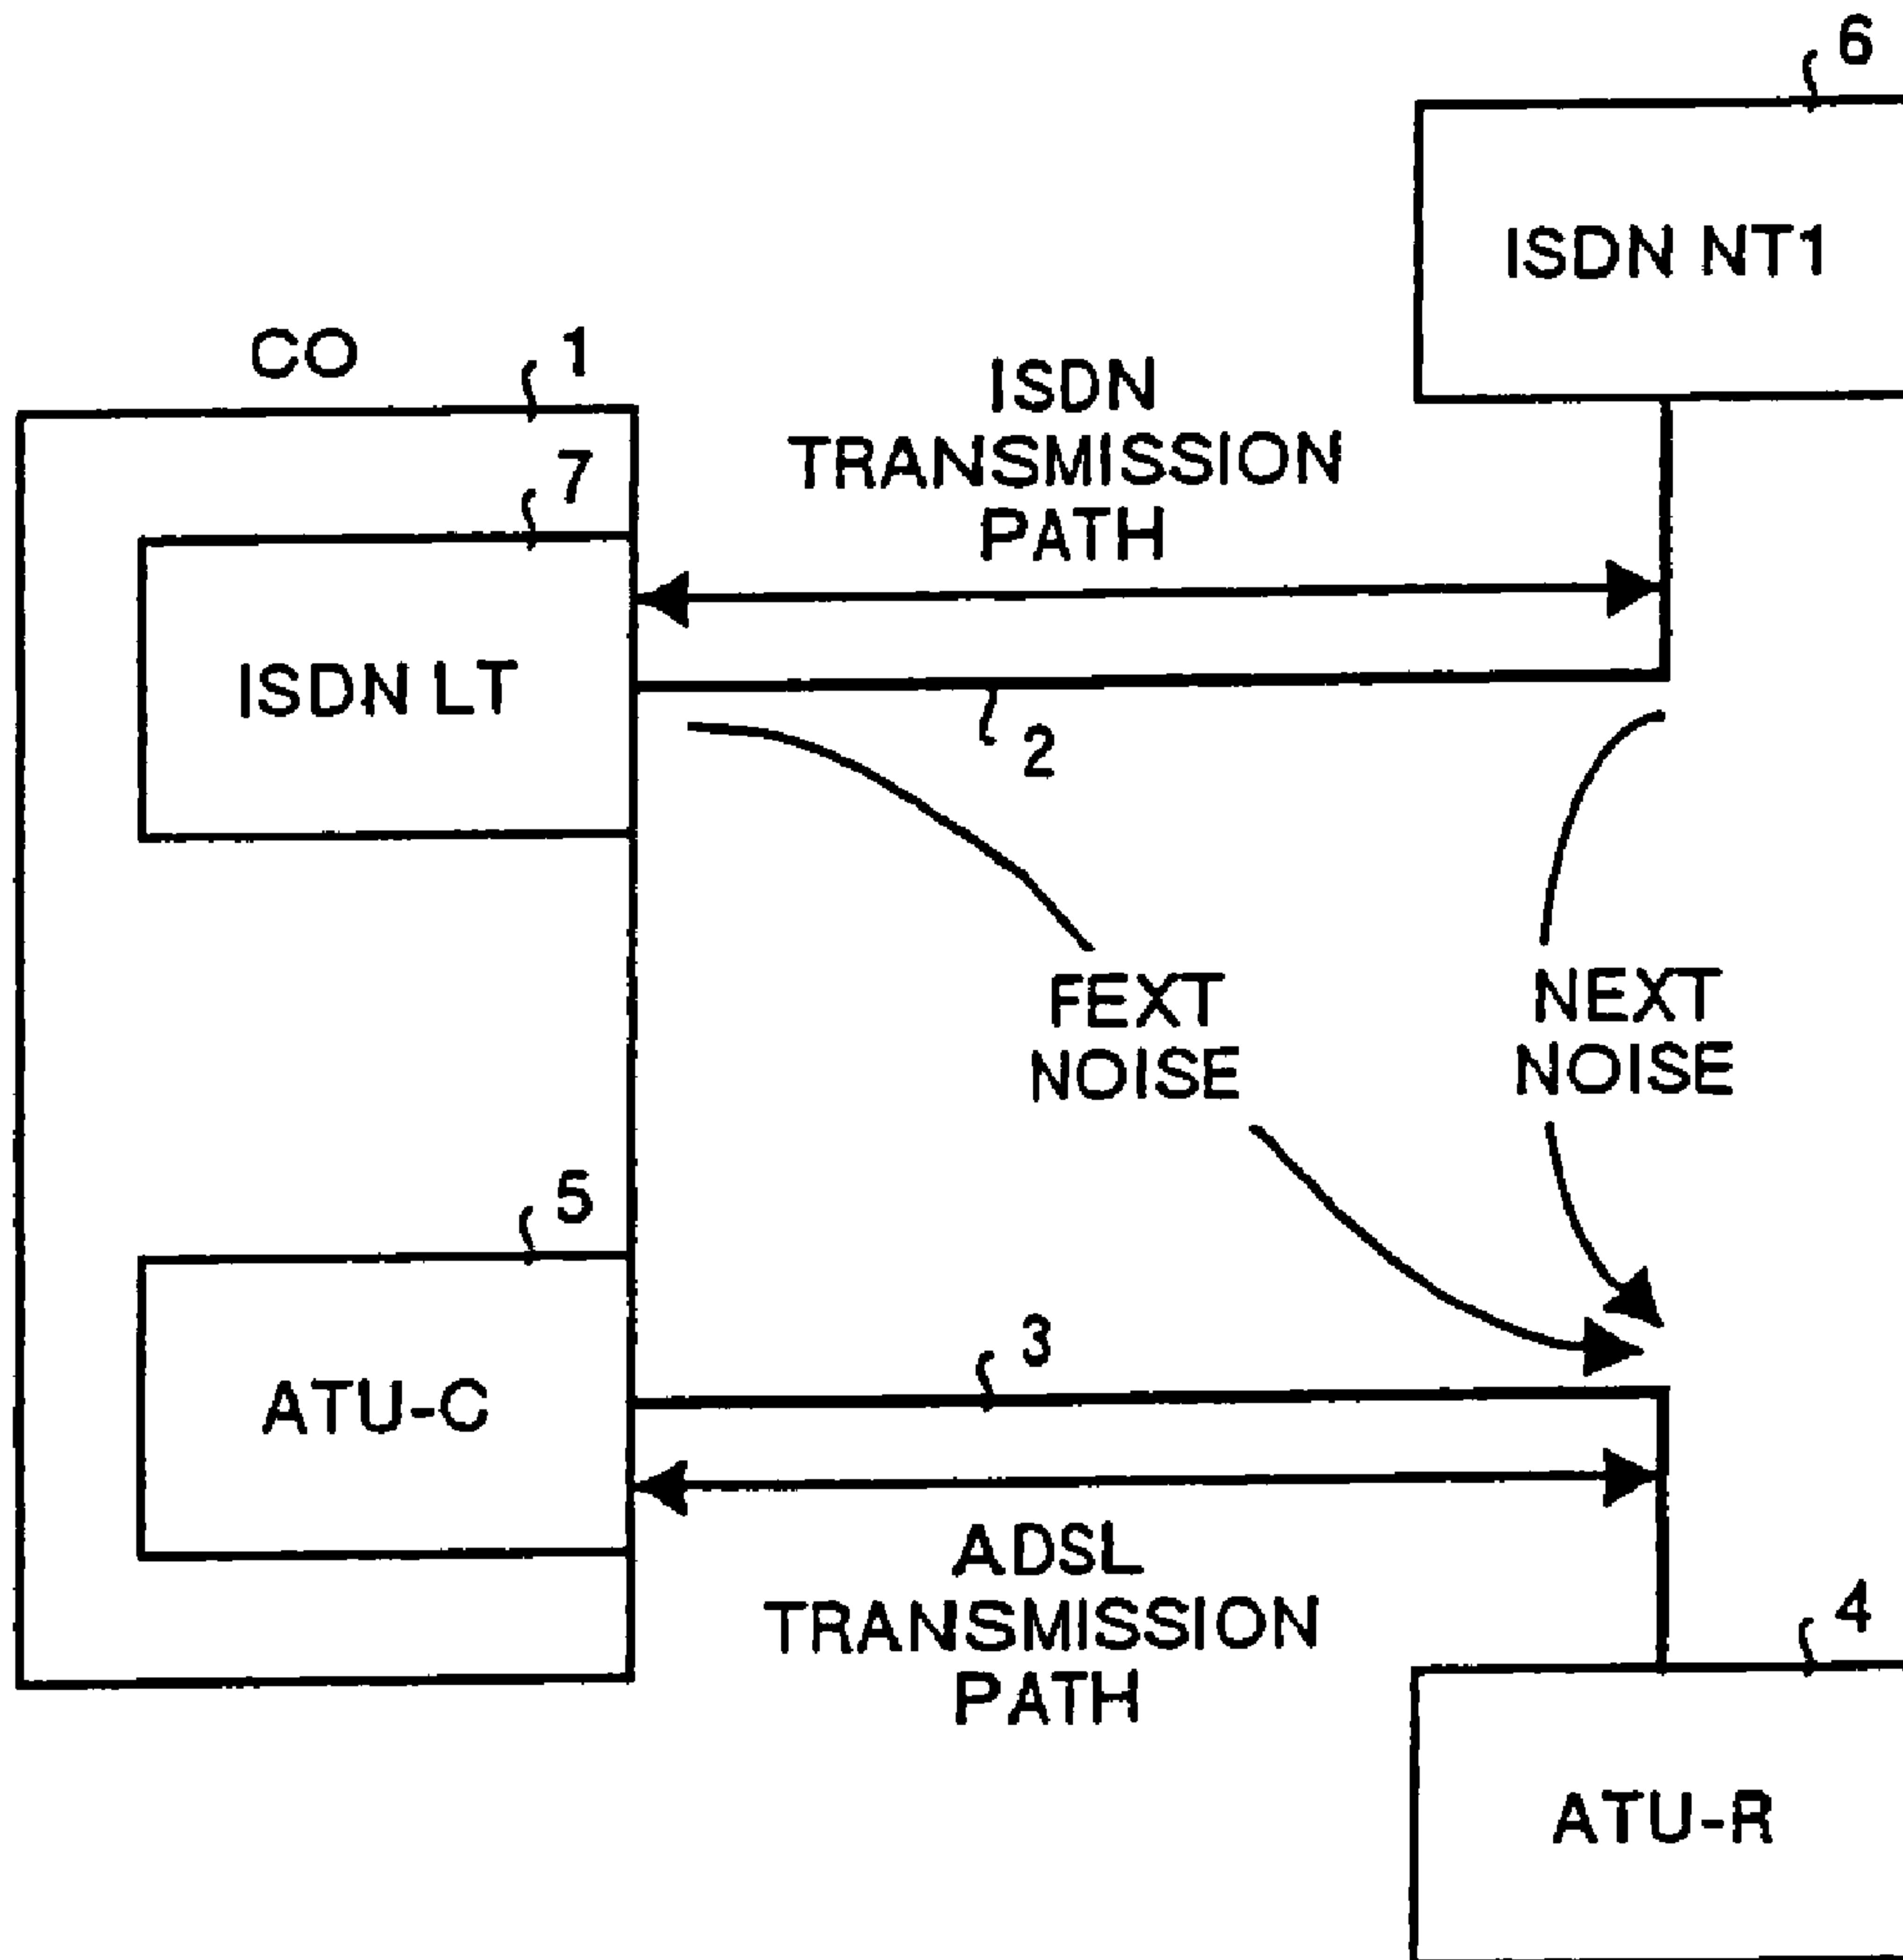 6
ISDN NT1
CO
1
ISDN
TRANSMISSION
PATH
7
ISDN LT
2
FEXT
NOISE
NEXT
NOISE
5
ATU-C
3
ADSL
TRANSMISSION
PATH
4
ATU-R